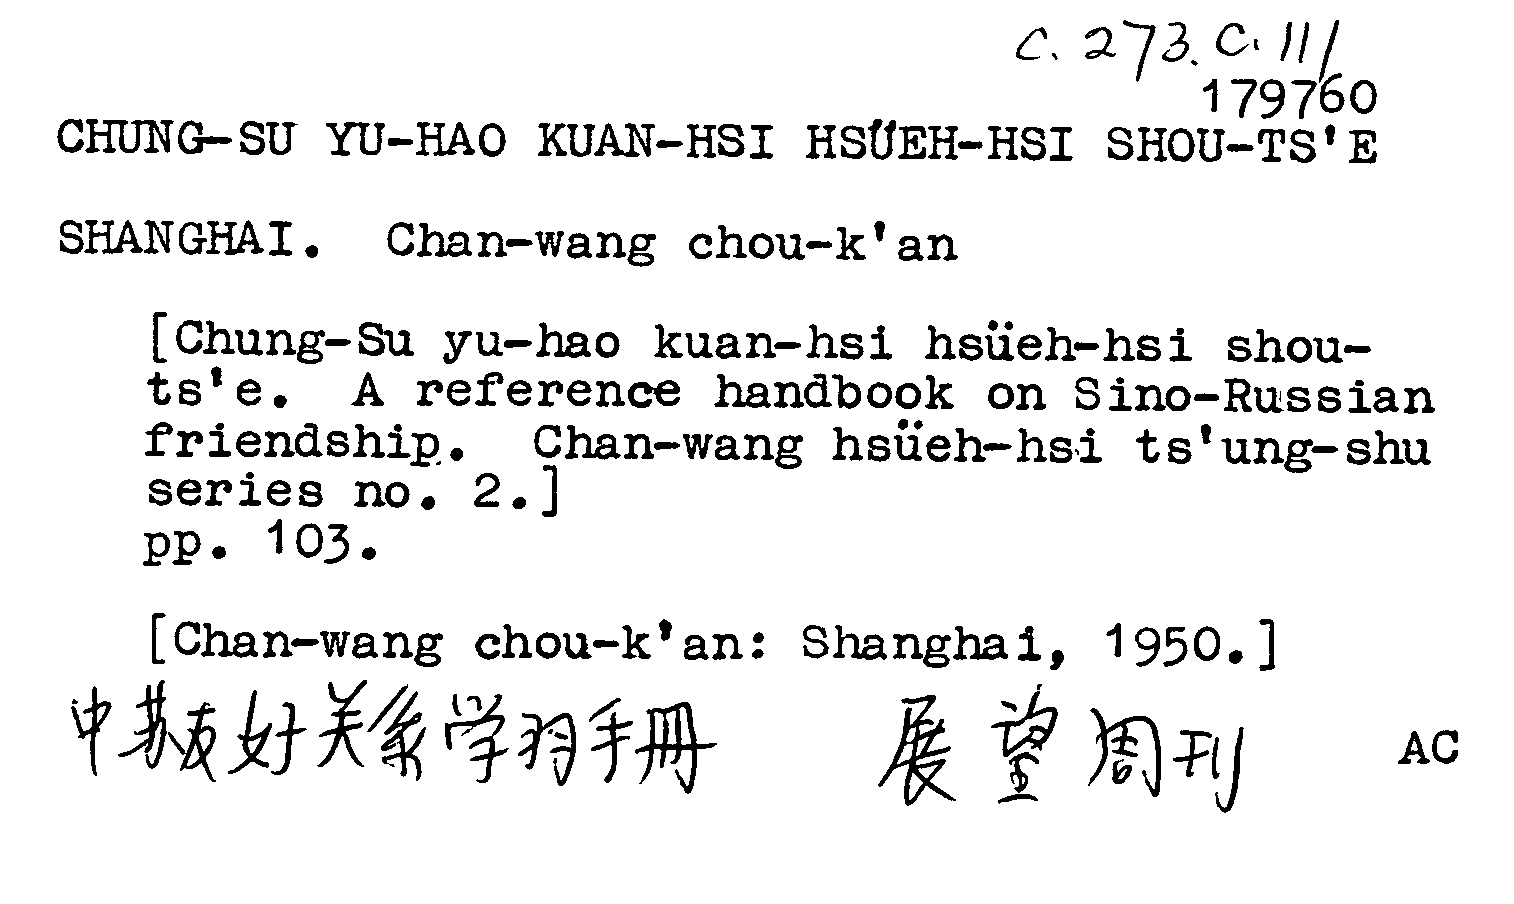 C. 273. C. 11/
179760
CHUNG-SU YU-HAO KUAN-HSI HSÜEH-HSI SHOU-TS'E
SHANGHAI. Chan-wang chou-k'an
[Chung-Su yu-hao kuan-hsi hsüeh-hsi shou-
ts'e. A reference handbook on Sino-Russian
friendship. Chan-wang hsüeh-hsi ts'ung-shu
series no. 2.]
pp. 103.
[Chan-wang chou-k'an: Shanghai, 1950.]
中苏友好关系学习手册 展望周刊 AC